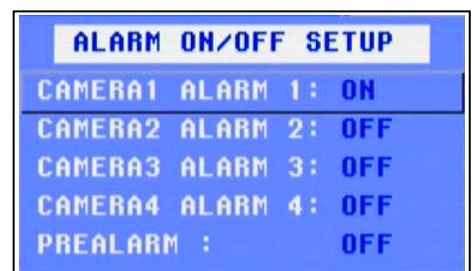 ALARM ON/OFF SETUP
CAMERA1 ALARM 1: ON
CAMERA2 ALARM 2: OFF
CAMERA3 ALARM 3: OFF
CAMERA4 ALARM 4: OFF
PREALARM : OFF